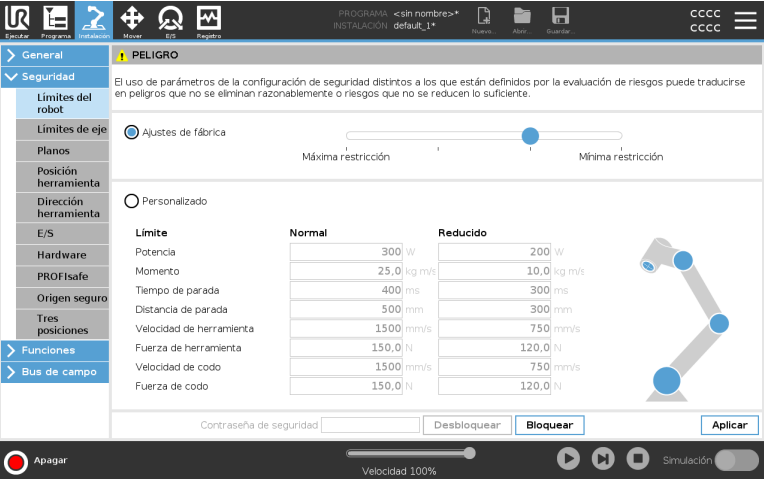 PROGRAMA <sin nombre>*
INSTALACIÓN default_1*
CCCC
CCCC
Ejecutar Programa Instalación Mover E/S Registro Nuevo... Abrir... Guardar...
General
Seguridad
Límites del
robot
Límites de eje
Planos
Posición
herramienta
Dirección
herramienta
E/S
Hardware
PROFIsafe
Origen seguro
Tres
posiciones
Funciones
Bus de campo
PELIGRO
El uso de parámetros de la configuración de seguridad distintos a los que están definidos por la evaluación de riesgos puede traducirse
en peligros que no se eliminan razonablemente o riesgos que no se reducen lo suficiente.
Ajustes de fábrica
Máxima restricción Mínima restricción
Personalizado
Límite Normal Reducido
Potencia 300 W 200 W
Momento 25,0 kg m/s 10,0 kg m/s
Tiempo de parada 400 ms 300 ms
Distancia de parada 500 mm 300 mm
Velocidad de herramienta 1500 mm/s 750 mm/s
Fuerza de herramienta 150,0 N 120,0 N
Velocidad de codo 1500 mm/s 750 mm/s
Fuerza de codo 150,0 N 120,0 N
Contraseña de seguridad Desbloquear Bloquear Aplicar
Apagar Velocidad 100% Simulación